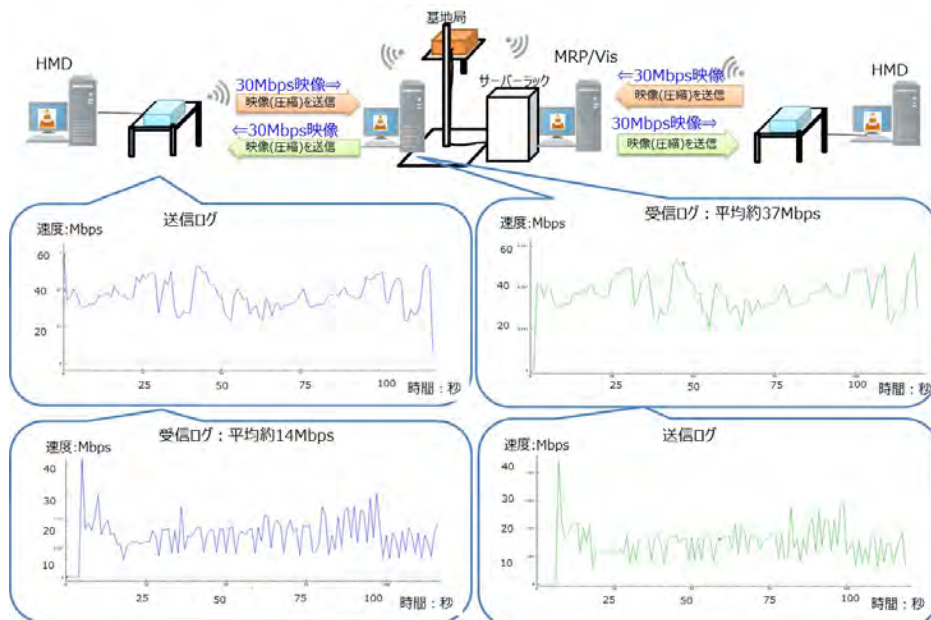 基地局
HMD
MRP/Vis
HMD
サーバーラック
30Mbps映像⇒
映像(圧縮)を送信
⇐30Mbps映像
映像(圧縮)を送信
⇐30Mbps映像
映像(圧縮)を送信
30Mbps映像⇒
映像(圧縮)を送信
送信ログ
速度:Mbps
60
40
20
25
50
75
100
時間：秒
受信ログ：平均約37Mbps
速度:Mbps
60
40
20
25
50
75
100
時間：秒
受信ログ：平均約14Mbps
速度:Mbps
40
30
20
10
25
50
75
100
時間：秒
送信ログ
速度:Mbps
40
30
20
10
25
50
75
100
時間：秒